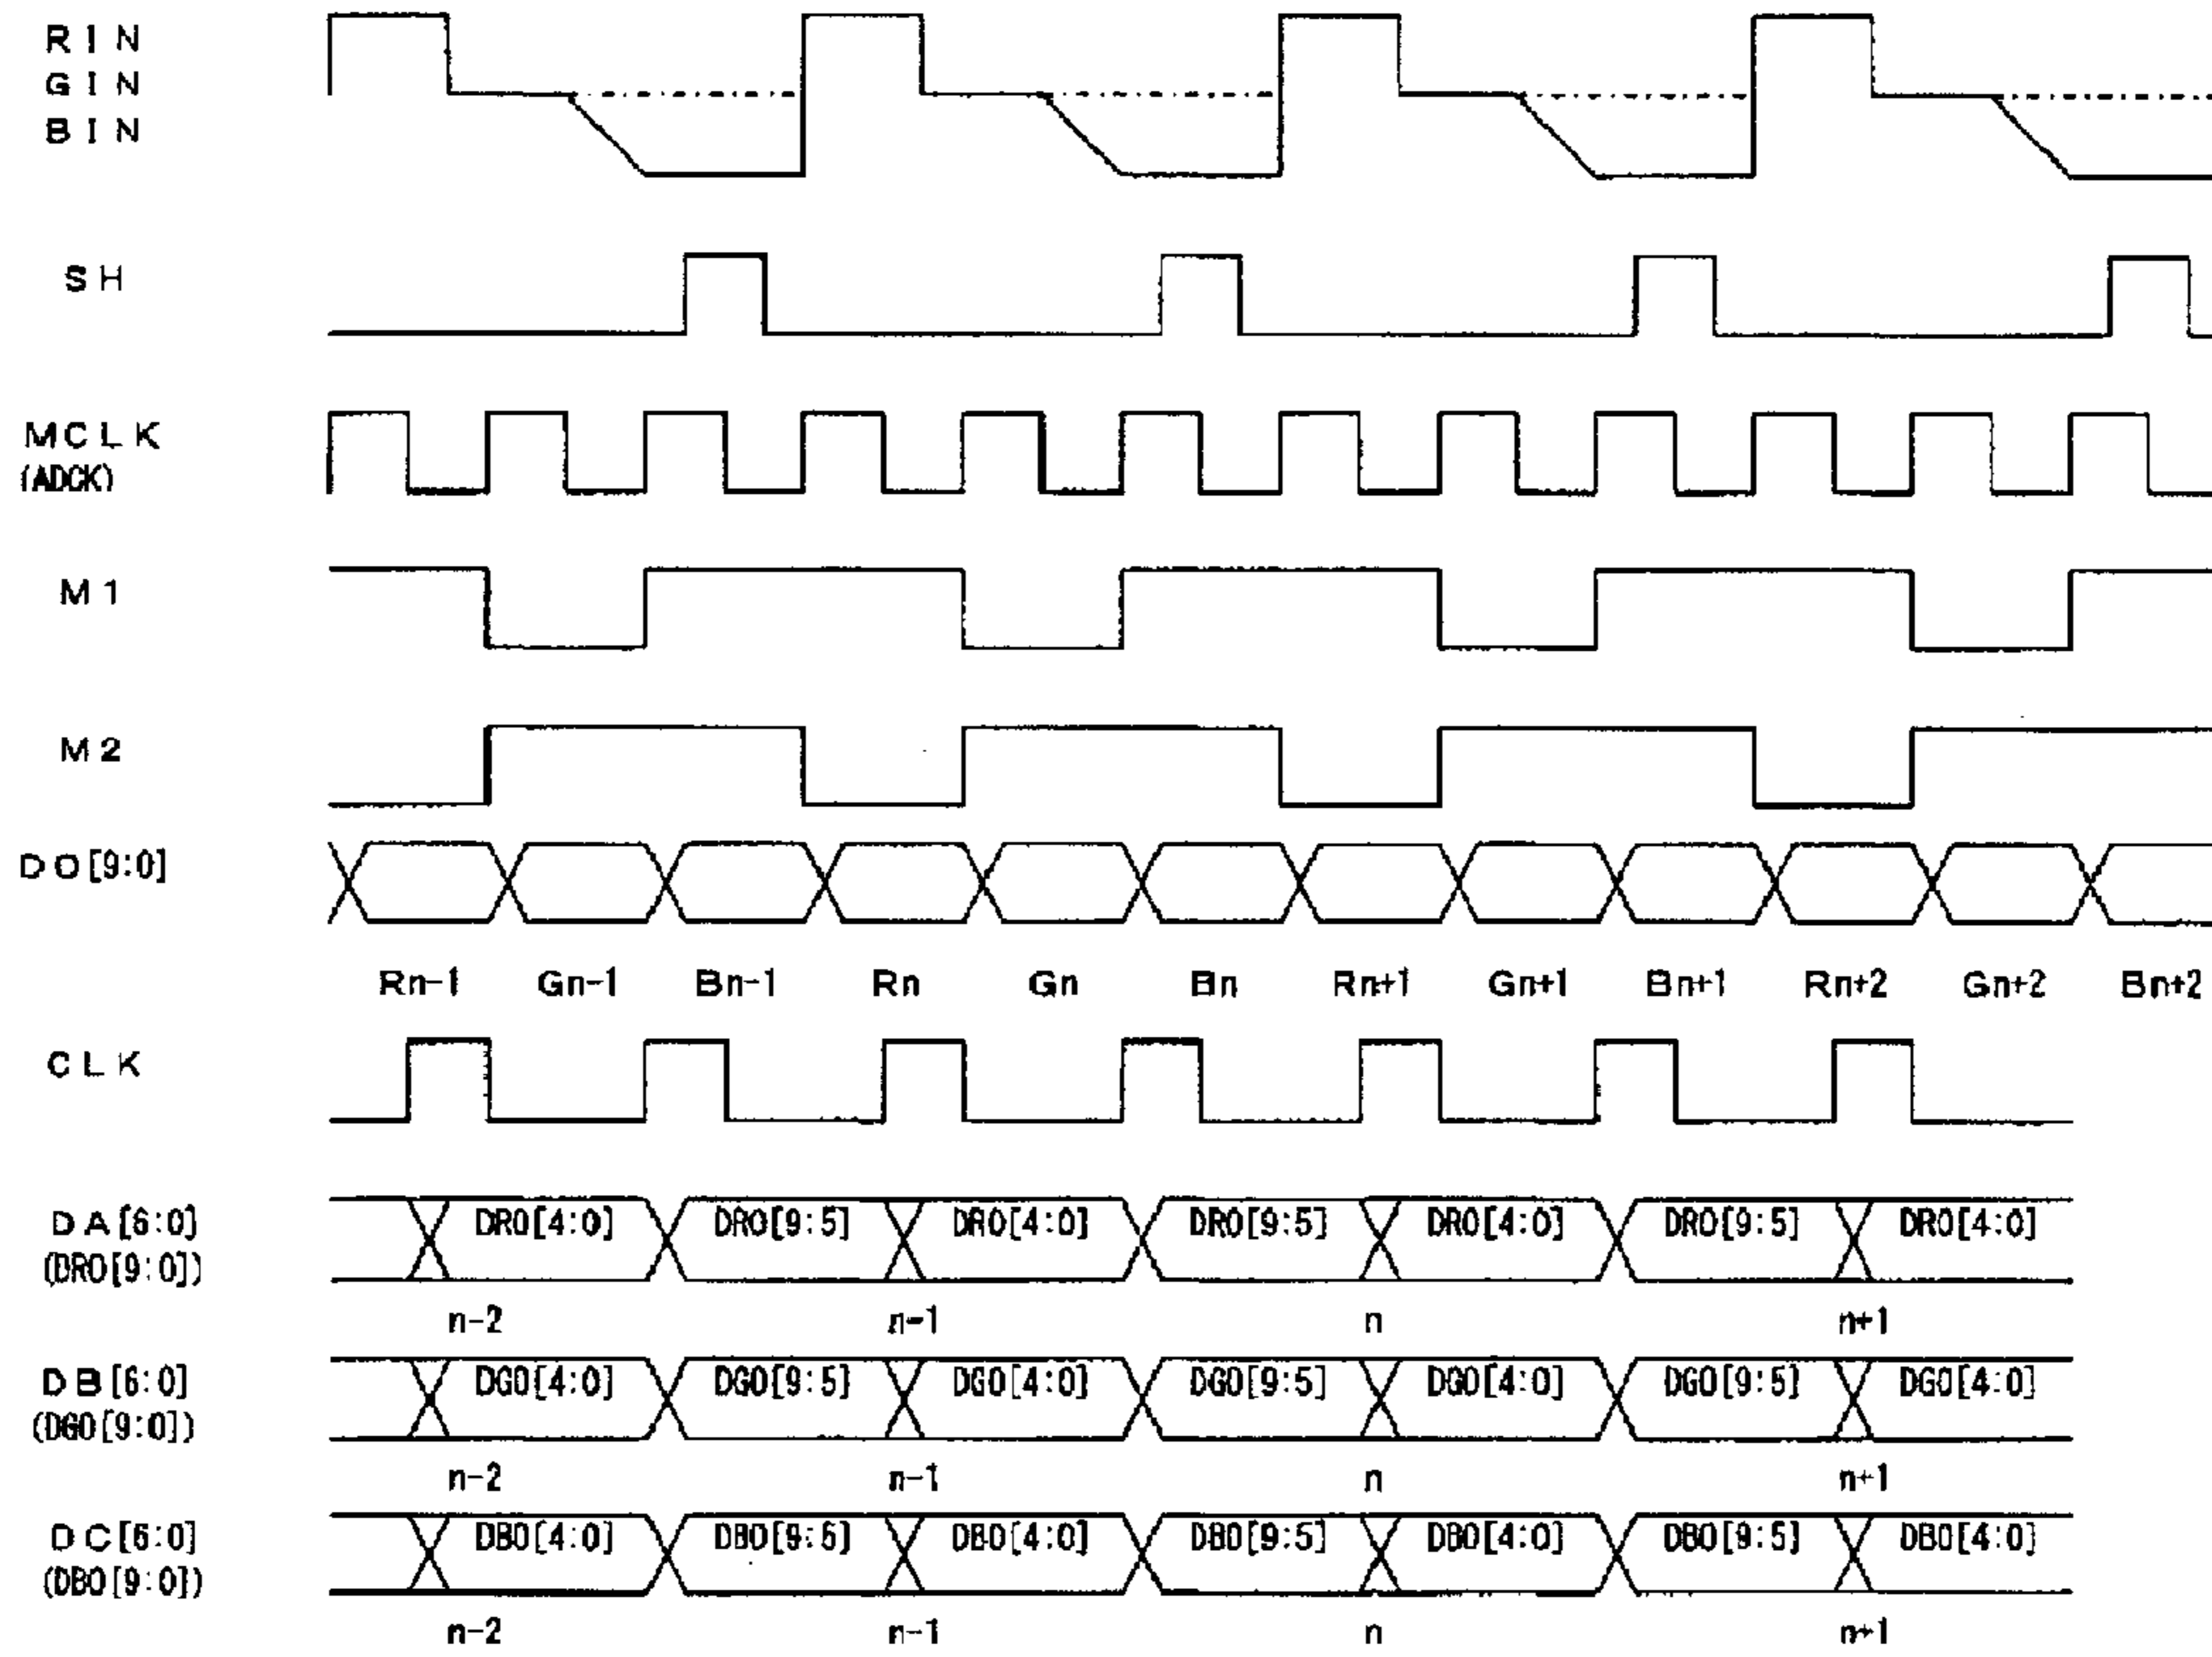 RIN
GIN
BIN
SH
MCLK
(ADCK)
M1
M2
DO[9:0]
Rn-1 Gn-1 Bn-1 Rn Gn Bn Rn+1 Gn+1 Bn+1 Rn+2 Gn+2 Bn+2
CLK
DA[6:0]
(DRO[9:0])
DRO[4:0] DRO[9:5] DRO[4:0] DRO[9:5] DRO[4:0] DRO[9:5] DRO[4:0]
n-2 n-1 n n+1
DB[6:0]
(DGO[9:0])
DGO[4:0] DGO[9:5] DGO[4:0] DGO[9:5] DGO[4:0] DGO[9:5] DGO[4:0]
n-2 n-1 n n+1
DC[6:0]
(DBO[9:0])
DBO[4:0] DBO[9:5] DBO[4:0] DBO[9:5] DBO[4:0] DBO[9:5] DBO[4:0]
n-2 n-1 n n+1